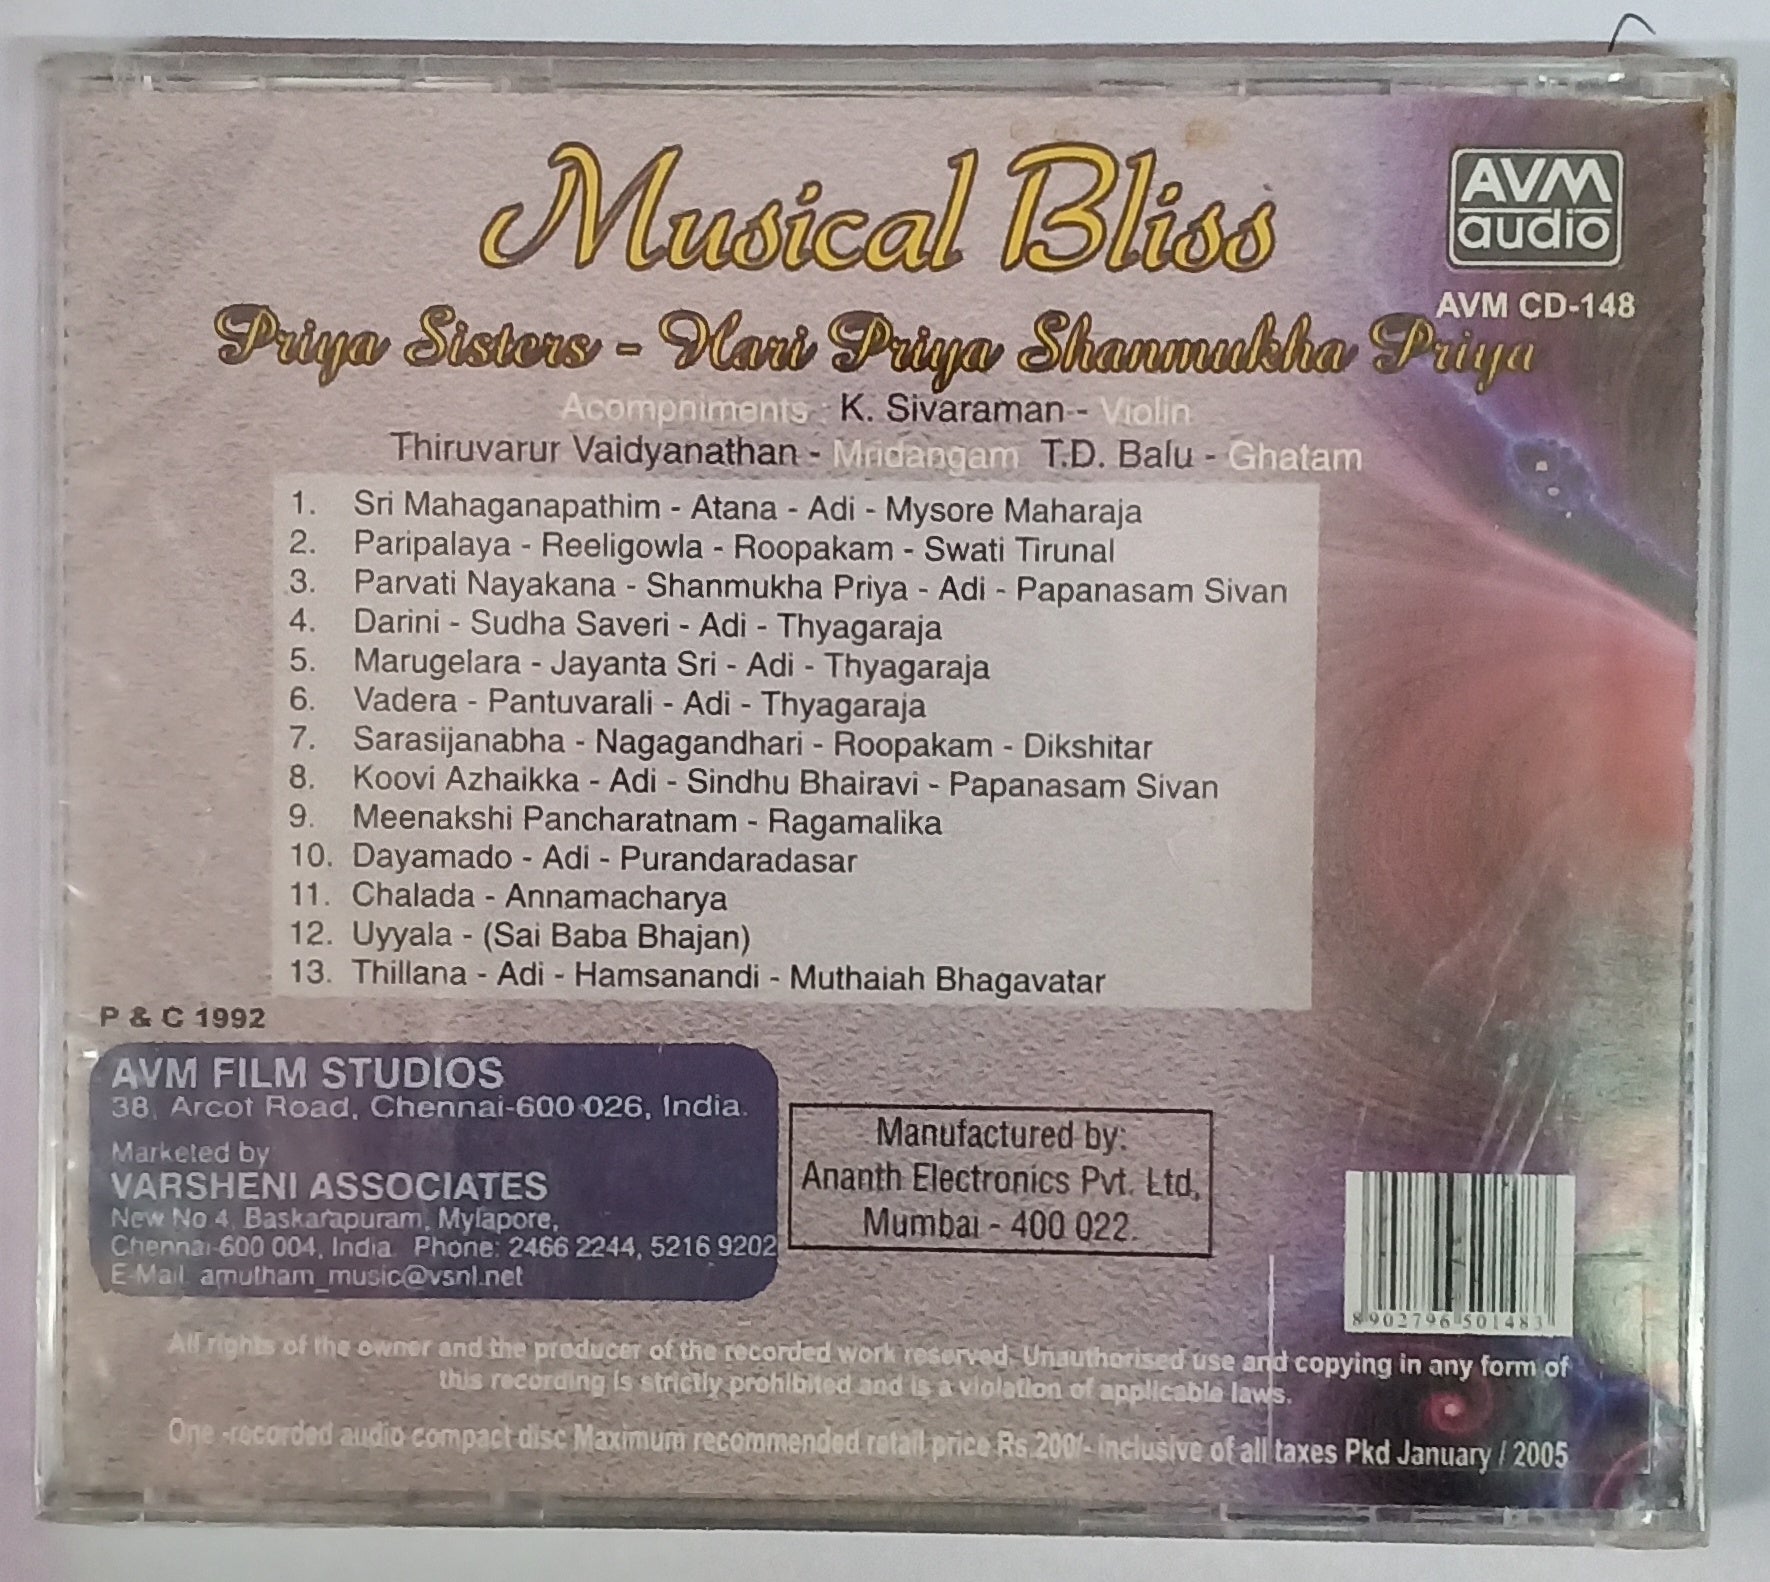 Musical Bliss
AVM
audio
AVM CD-148
Priya Sisters - Hari Priya Shanmukha Priya
Acompniments : K. Sivaraman - Violin
Thiruvarur Vaidyanathan - Mridangam T.D. Balu - Ghatam
1. Sri Mahaganapathim - Atana - Adi - Mysore Maharaja
2. Paripalaya - Reeligowla - Roopakam - Swati Tirunal
3. Parvati Nayakana - Shanmukha Priya - Adi - Papanasam Sivan
4. Darini - Sudha Saveri - Adi - Thyagaraja
5. Marugelara - Jayanta Sri - Adi - Thyagaraja
6. Vadera - Pantuvarali - Adi - Thyagaraja
7. Sarasijanabha - Nagagandhari - Roopakam - Dikshitar
8. Koovi Azhaikka - Adi - Sindhu Bhairavi - Papanasam Sivan
9. Meenakshi Pancharatnam - Ragamalika
10. Dayamado - Adi - Purandaradasar
11. Chalada - Annamacharya
12. Uyyala - (Sai Baba Bhajan)
13. Thillana - Adi - Hamsanandi - Muthaiah Bhagavatar
P & C 1992
AVM FILM STUDIOS
38, Arcot Road, Chennai-600 026, India.
Marketed by
VARSHENI ASSOCIATES
New No 4, Baskarapuram, Mylapore,
Chennai-600 004, India. Phone: 2466 2244, 5216 9202
E-Mail. amutham_music@vsnl.net
Manufactured by:
Ananth Electronics Pvt. Ltd,
Mumbai - 400 022.
8 902796 501483
All rights of the owner and the producer of the recorded work reserved. Unauthorised use and copying in any form of
this recording is strictly prohibited and is a violation of applicable laws.
One -recorded audio compact disc Maximum recommended retail price Rs.200/- inclusive of all taxes Pkd January / 2005